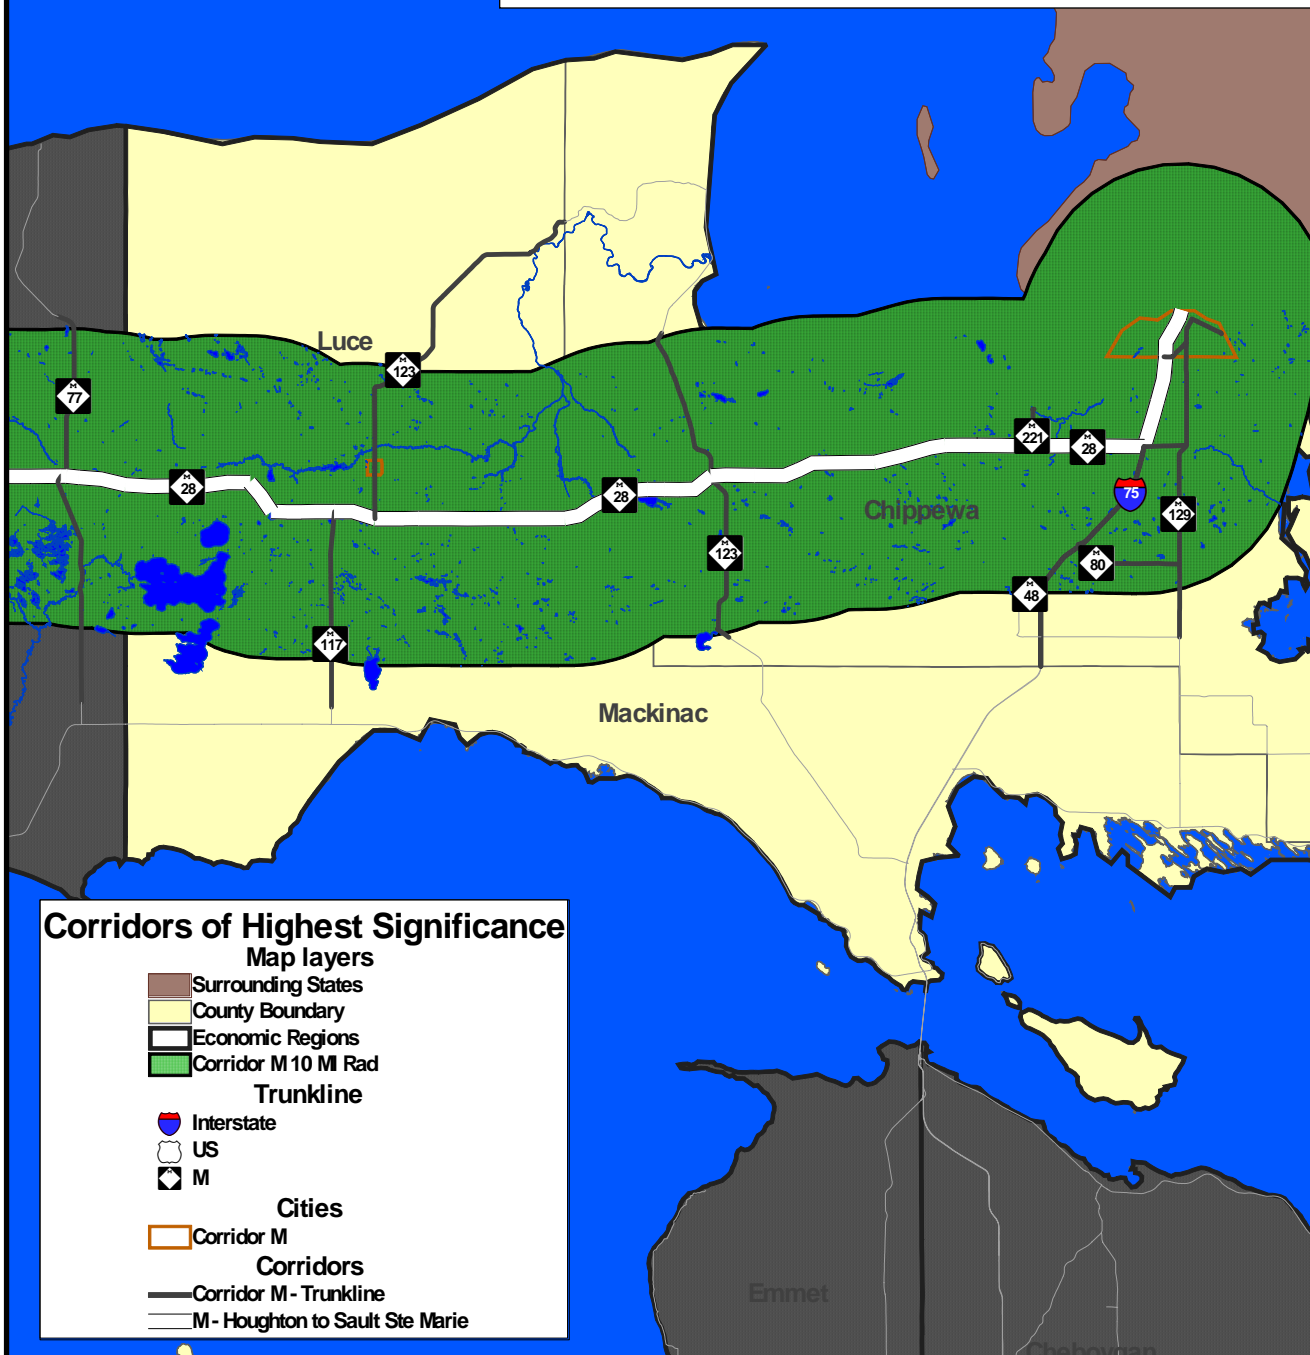 Luce
M
123
M
77
M
221
M
28
M
28
M
28
75
Chippewa
M
129
M
123
M
80
M
48
M
117
Mackinac
Corridors of Highest Significance
Map layers
Surrounding States
County Boundary
Economic Regions
Corridor M 10 MI Rad
Trunkline
Interstate
US
M
M
Cities
Corridor M
Corridors
Corridor M - Trunkline
M - Houghton to Sault Ste Marie
Emmet
Cheboygan